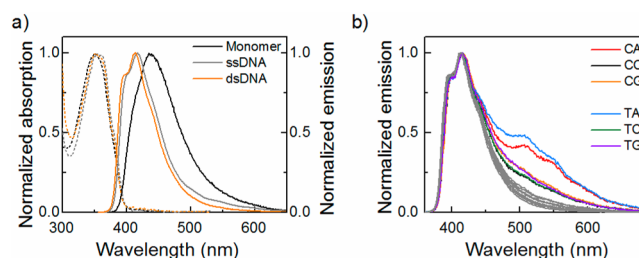 a)
Normalized absorption
1.0
0.5
0.0
300
400
500
600
Wavelength (nm)
Monomer
ssDNA
dsDNA
1.0
0.5
0.0
Normalized emission
b)
Normalized emission
1.0
0.5
0.0
400
500
600
Wavelength (nm)
CA
CC
TA
TG